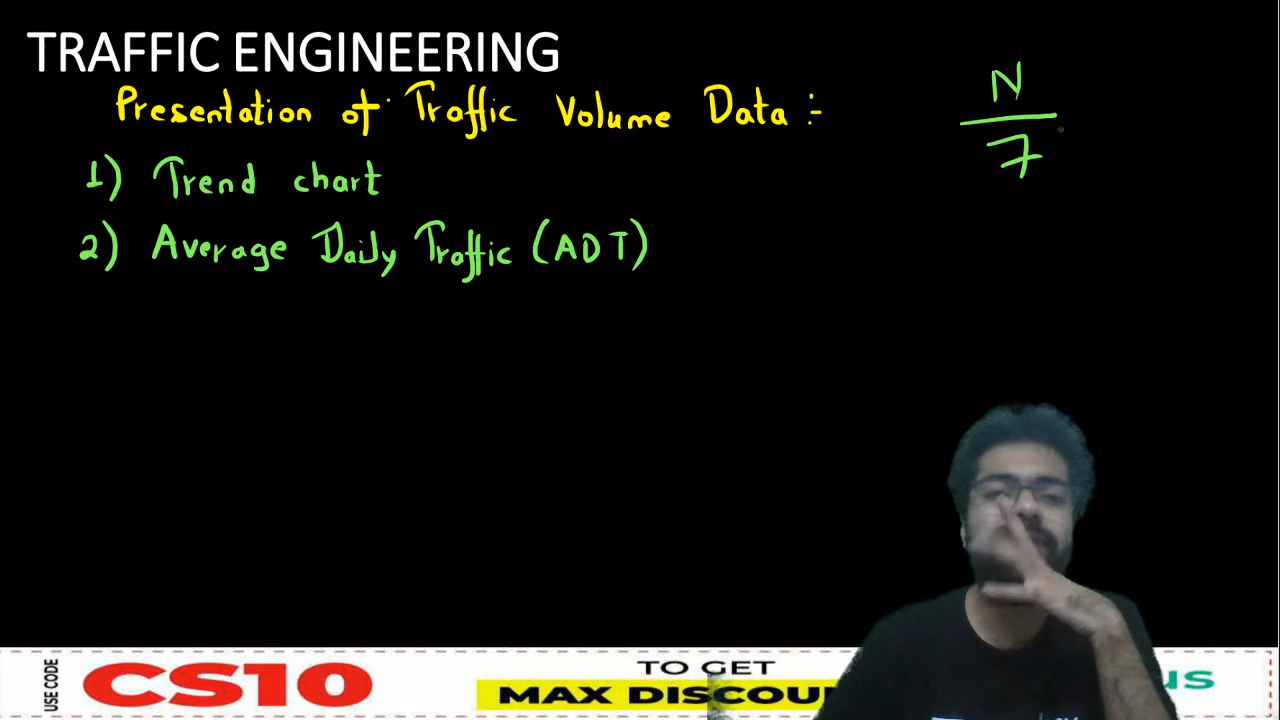 TRAFFIC ENGINEERING
Presentation of Traffic Volume Data :-
N
7
1) Trend chart
2) Average Daily Traffic (ADT)
USE CODE
CS10
TO GET
MAX DISCOU
us